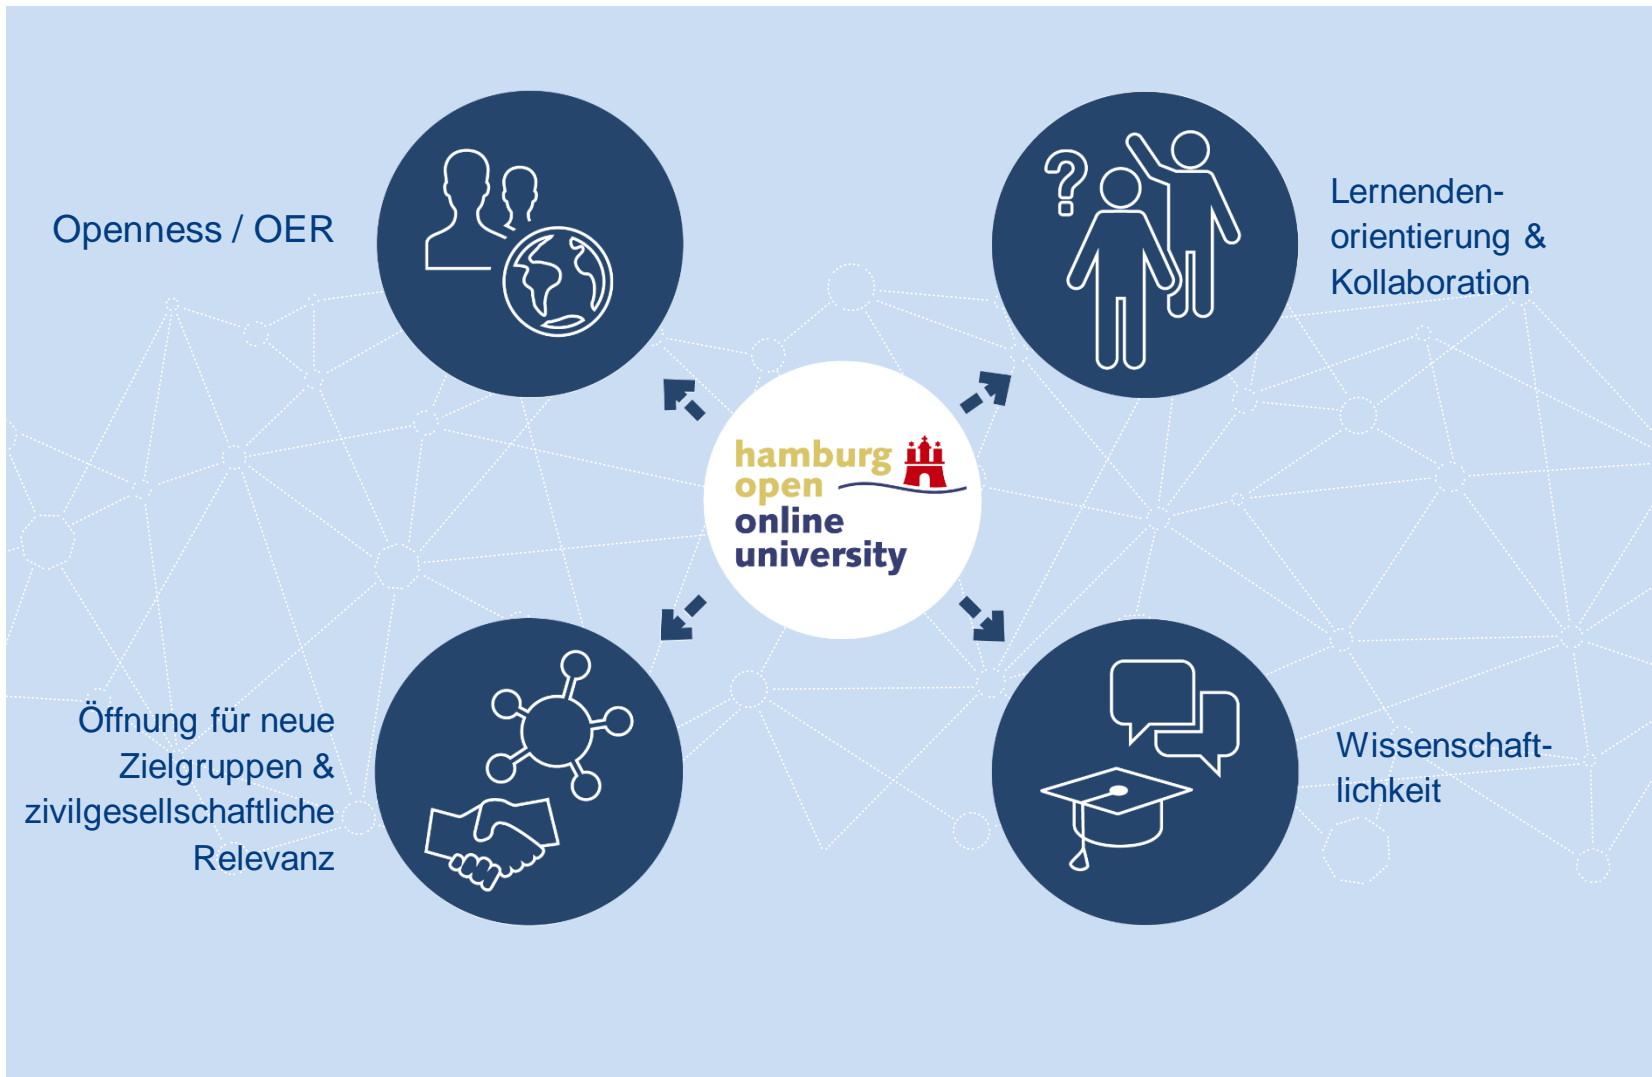 Openness / OER
Lernenden-
orientierung &
Kollaboration
?
hamburg
open
online
university
Öffnung für neue
Zielgruppen &
zivilgesellschaftliche
Relevanz
Wissenschaft-
lichkeit